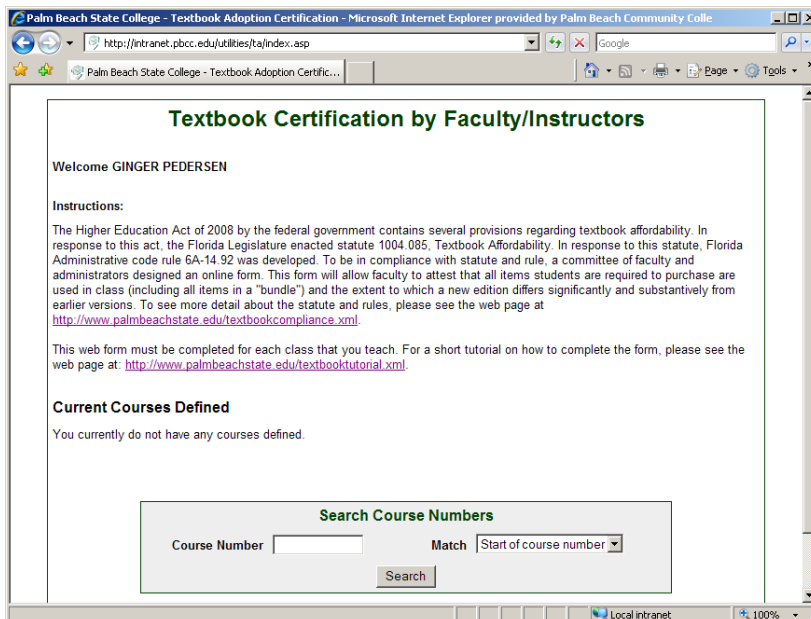 Palm Beach State College - Textbook Adoption Certification - Microsoft Internet Explorer provided by Palm Beach Community Colle
http://intranet.pbcc.edu/utilities/ta/index.asp
Google
Palm Beach State College - Textbook Adoption Certific...
Page
Tools
Textbook Certification by Faculty/Instructors
Welcome GINGER PEDERSEN
Instructions:
The Higher Education Act of 2008 by the federal government contains several provisions regarding textbook affordability. In
response to this act, the Florida Legislature enacted statute 1004.085, Textbook Affordability. In response to this statute, Florida
Administrative code rule 6A-14.92 was developed. To be in compliance with statute and rule, a committee of faculty and
administrators designed an online form. This form will allow faculty to attest that all items students are required to purchase are
used in class (including all items in a "bundle") and the extent to which a new edition differs significantly and substantively from
earlier versions. To see more detail about the statute and rules, please see the web page at
http://www.palmbeachstate.edu/textbookcompliance.xml.
This web form must be completed for each class that you teach. For a short tutorial on how to complete the form, please see the
web page at: http://www.palmbeachstate.edu/textbooktutorial.xml.
Current Courses Defined
You currently do not have any courses defined.
Search Course Numbers
Course Number
Match Start of course number
Search
Local intranet
100%